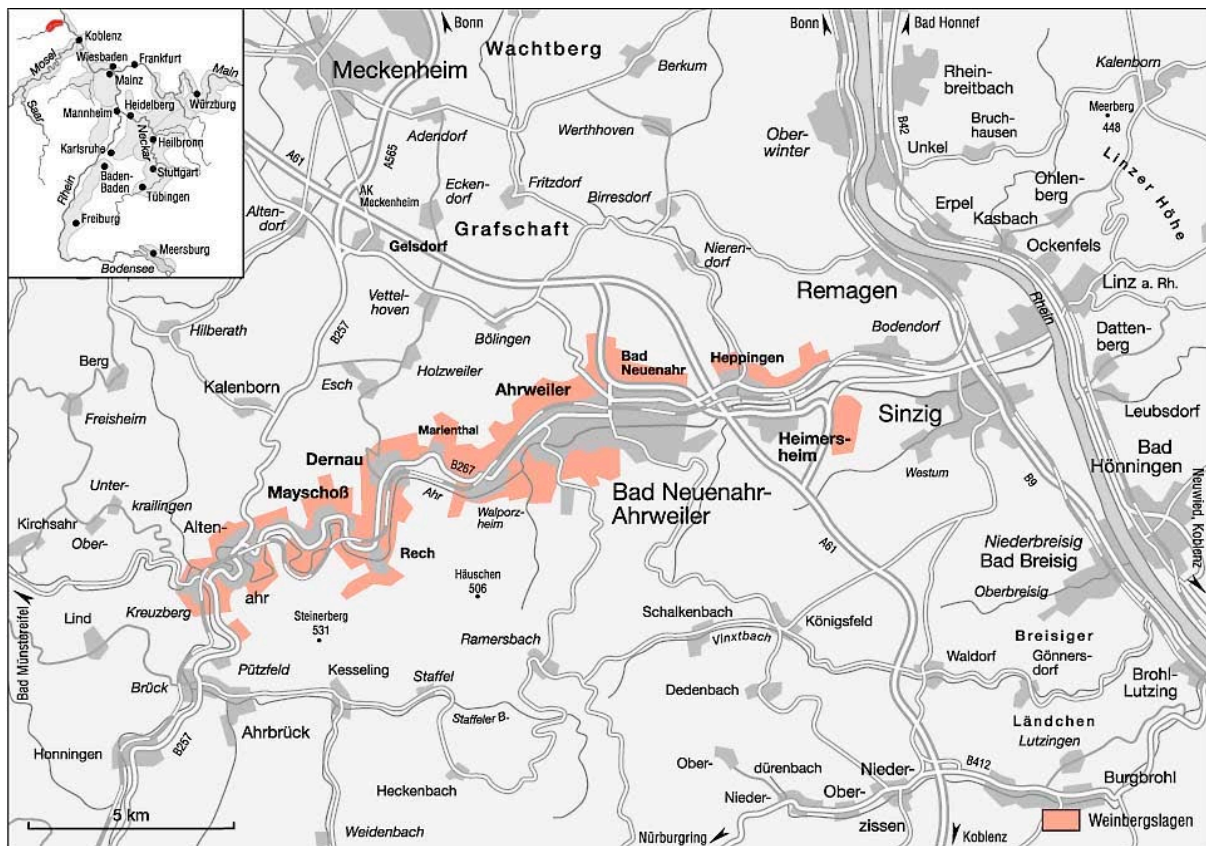 Koblenz
Wiesbaden
Frankfurt
Mosel
Mainz
Main
Saar
Mannheim
Heidelberg
Würzburg
Neckar
Heilbronn
Karlsruhe
Baden-
Baden
Stuttgart
Rhein
Tübingen
Freiburg
Meersburg
Bodensee
Bonn
Wachtberg
Meckenheim
Berkum
Bonn
Bad Honnef
Rhein-
breitbach
Kalenborn
Meerberg
448
Bruch-
hausen
Ober-
winter
B42
Unkel
Adendorf
Werthhoven
A61
A565
AK
Meckenheim
Ecken-
dorf
Fritzdorf
Birresdorf
Ohlen-
berg
Linzer Höhe
Alten-
dorf
Grafschaft
Gelsdorf
Erpel
Kasbach
Ockenfels
Nieren-
dorf
Remagen
Linz a. Rh.
Rhein
Vettel-
hoven
Hilberath
B257
Bölingen
Bodendorf
Datten-
berg
Berg
Kalenborn
Esch
Holzweiler
Bad
Neuenahr
Heppingen
Freisheim
Ahrweiler
Marienthal
Sinzig
Leubsdorf
Dernau
B267
Heimers-
heim
Bad
Hönningen
Mayschoß
Ahr
Walporz-
heim
Westum
B9
Unter-
krailingen
Kirchsahr
Ober-
Alten-
ahr
Bad Neuenahr-
Ahrweiler
Neuwied, Koblenz
A61
Rech
Niederbreisig
Bad Breisig
Oberbreisig
Häuschen
506
Kreuzberg
Lind
Bad Münstereifel
Steinerberg
531
Schalkenbach
Vinxtbach
Königsfeld
Ramersbach
Breisiger
Gönners-
dorf
Waldorf
Pützfeld
Kesseling
Staffel
Brück
Dedenbach
Brohl-
Lutzing
Ländchen
Lutzingen
Staffeler B.
Ahrbrück
Honningen
B257
Ober-
dürenbach
Nieder-
Nieder-
Ober-
zissen
B412
Burgbrohl
Heckenbach
5 km
Weidenbach
Nürburgring
Koblenz
Weinbergslagen